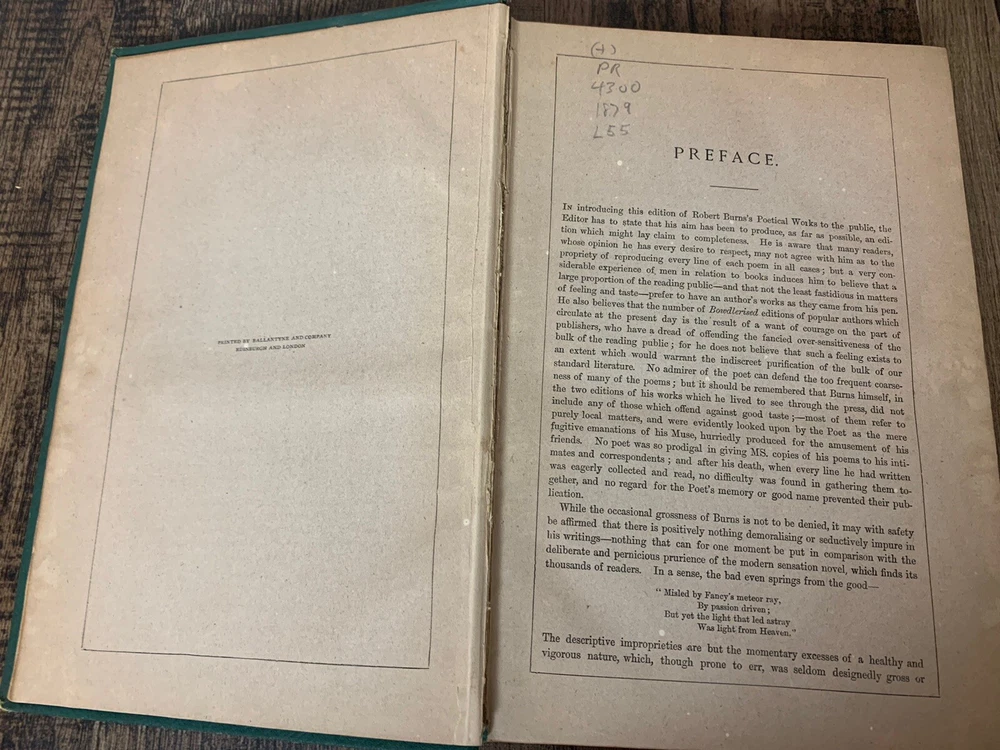 PRINTED BY BALLANTYNE AND COMPANY
EDINBURGH AND LONDON
(+)
PR
4300
1879
L55
PREFACE.
IN introducing this edition of Robert Burns's Poetical Works to the public, the
Editor has to state that his aim has been to produce, as far as possible, an edi-
tion which might lay claim to completeness. He is aware that many readers,
whose opinion he has every desire to respect, may not agree with him as to the
propriety of reproducing every line of each poem in all cases; but a very con-
siderable experience of men in relation to books induces him to believe that a
large proportion of the reading public—and that not the least fastidious in matters
of feeling and taste—prefer to have an author's works as they came from his pen.
He also believes that the number of Bowdlerised editions of popular authors which
circulate at the present day is the result of a want of courage on the part of
publishers, who have a dread of offending the fancied over-sensitiveness of the
bulk of the reading public; for he does not believe that such a feeling exists to
an extent which would warrant the indiscreet purification of the bulk of our
standard literature. No admirer of the poet can defend the too frequent coarse-
ness of many of the poems; but it should be remembered that Burns himself, in
the two editions of his works which he lived to see through the press, did not
include any of those which offend against good taste;—most of them refer to
purely local matters, and were evidently looked upon by the Poet as the mere
fugitive emanations of his Muse, hurriedly produced for the amusement of his
friends. No poet was so prodigal in giving MS. copies of his poems to his inti-
mates and correspondents; and after his death, when every line he had written
was eagerly collected and read, no difficulty was found in gathering them to-
gether, and no regard for the Poet's memory or good name prevented their pub-
lication.
While the occasional grossness of Burns is not to be denied, it may with safety
be affirmed that there is positively nothing demoralising or seductively impure in
his writings—nothing that can for one moment be put in comparison with the
deliberate and pernicious prurience of the modern sensation novel, which finds its
thousands of readers. In a sense, the bad even springs from the good—
"Misled by Fancy's meteor ray,
By passion driven;
But yet the light that led astray
Was light from Heaven."
The descriptive improprieties are but the momentary excesses of a healthy and
vigorous nature, which, though prone to err, was seldom designedly gross or